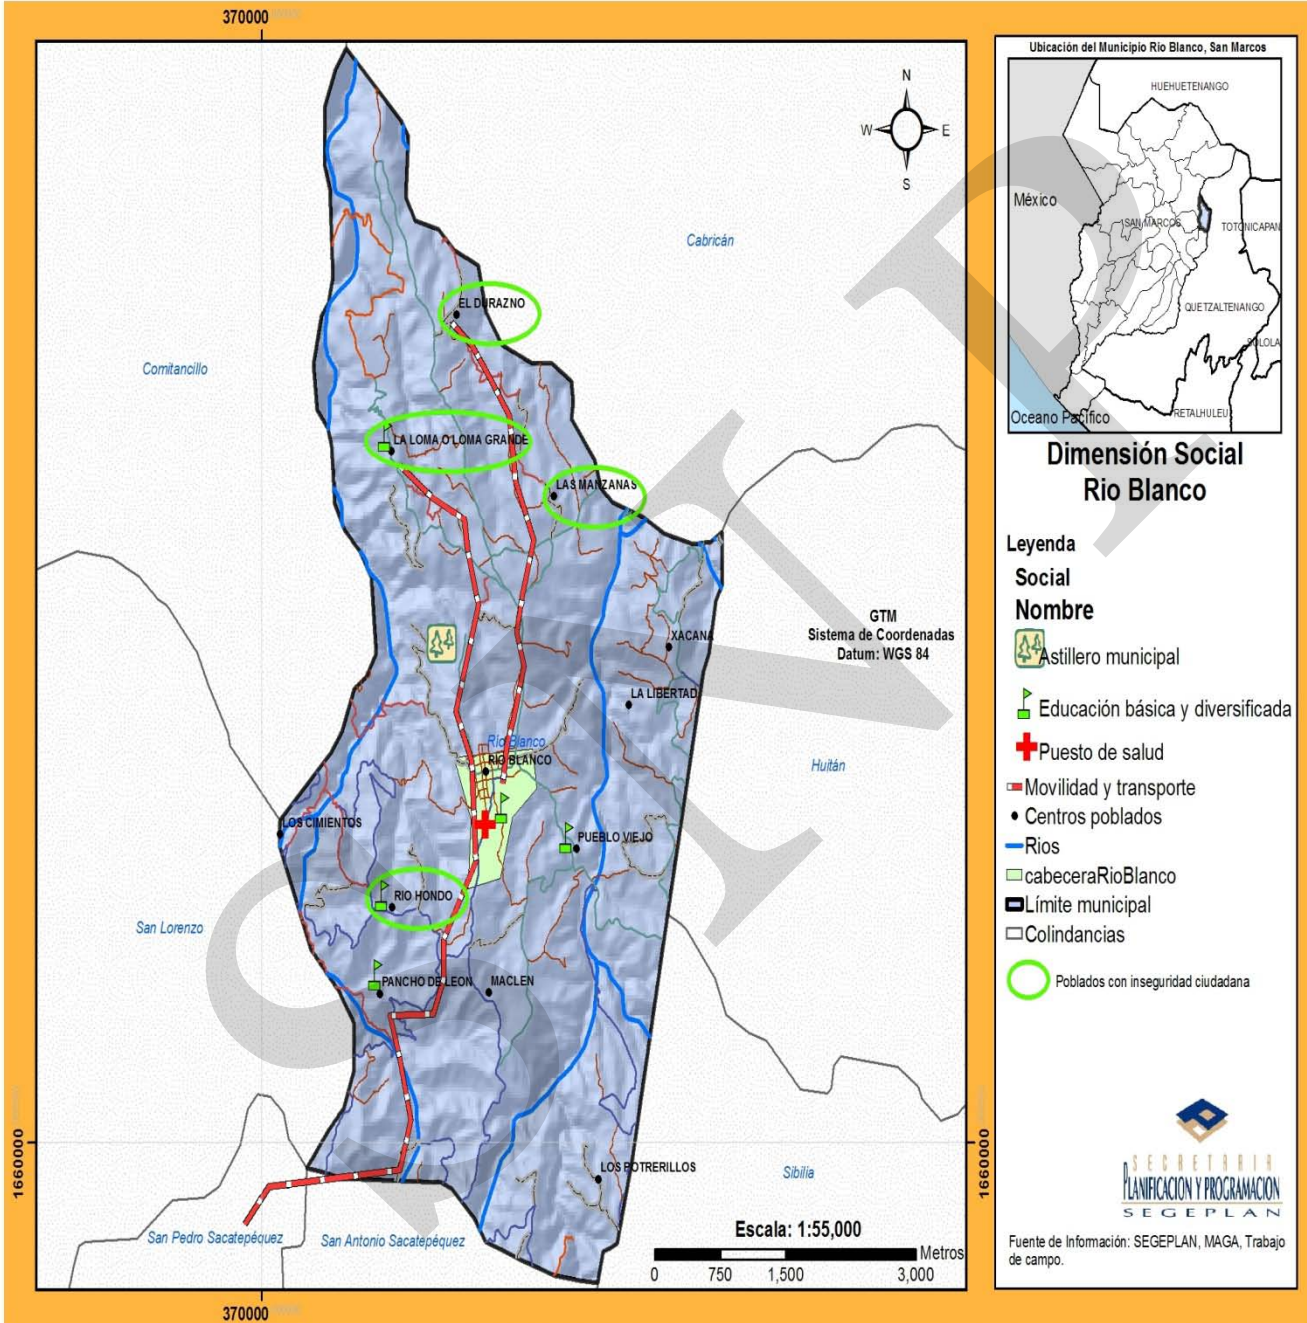 370000
N
W
E
S
Cabricán
EL DURAZNO
Comitancillo
LA LOMA O LOMA GRANDE
LAS MANZANAS
GTM
Sistema de Coordenadas
Datum: WGS 84
XACANA
LA LIBERTAD
Río Blanco
RIO BLANCO
Huitán
LOS CIMIENTOS
PUEBLO VIEJO
RIO HONDO
San Lorenzo
PANCHO DE LEON
MACLEN
1660000
1660000
LOS POTRERILLOS
Sibilia
San Pedro Sacatepéquez
San Antonio Sacatepéquez
Escala: 1:55,000
Metros
0 750 1,500 3,000
370000
Ubicación del Municipio Rio Blanco, San Marcos
HUEHUETENANGO
México
SAN MARCOS
TOTONICAPAN
QUETZALTENANGO
SOLOLA
RETALHULEU
Oceano Pacífico
Dimensión Social
Rio Blanco
Leyenda
Social
Nombre
Astillero municipal
Educación básica y diversificada
Puesto de salud
Movilidad y transporte
Centros poblados
Rios
cabeceraRioBlanco
Límite municipal
Colindancias
Poblados con inseguridad ciudadana
SECRETARIA
PLANIFICACION Y PROGRAMACION
SEGEPLAN
Fuente de Información: SEGEPLAN, MAGA, Trabajo
de campo.